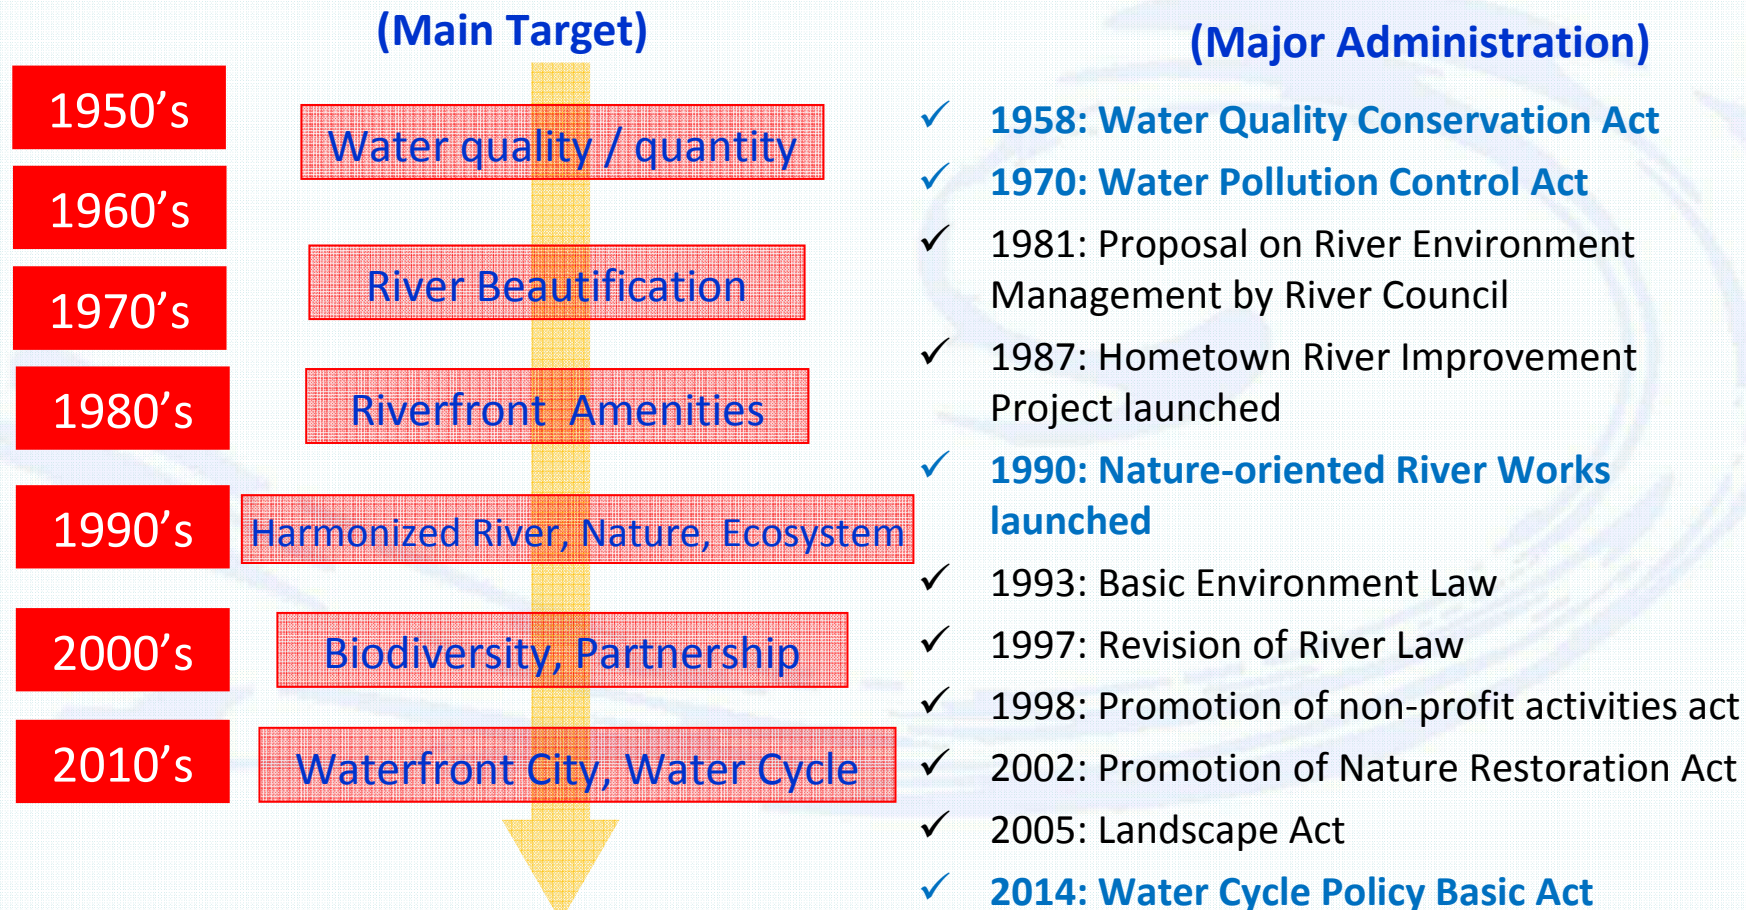 (Main Target)
1950’s
1960’s
1970’s
1980’s
1990’s
2000’s
2010’s
Water quality / quantity
River Beautification
Riverfront Amenities
Harmonized River, Nature, Ecosystem
Biodiversity, Partnership
Waterfront City, Water Cycle
(Major Administration)
✓ 1958: Water Quality Conservation Act
✓ 1970: Water Pollution Control Act
✓ 1981: Proposal on River Environment
Management by River Council
✓ 1987: Hometown River Improvement
Project launched
✓ 1990: Nature-oriented River Works
launched
✓ 1993: Basic Environment Law
✓ 1997: Revision of River Law
✓ 1998: Promotion of non-profit activities act
✓ 2002: Promotion of Nature Restoration Act
✓ 2005: Landscape Act
✓ 2014: Water Cycle Policy Basic Act